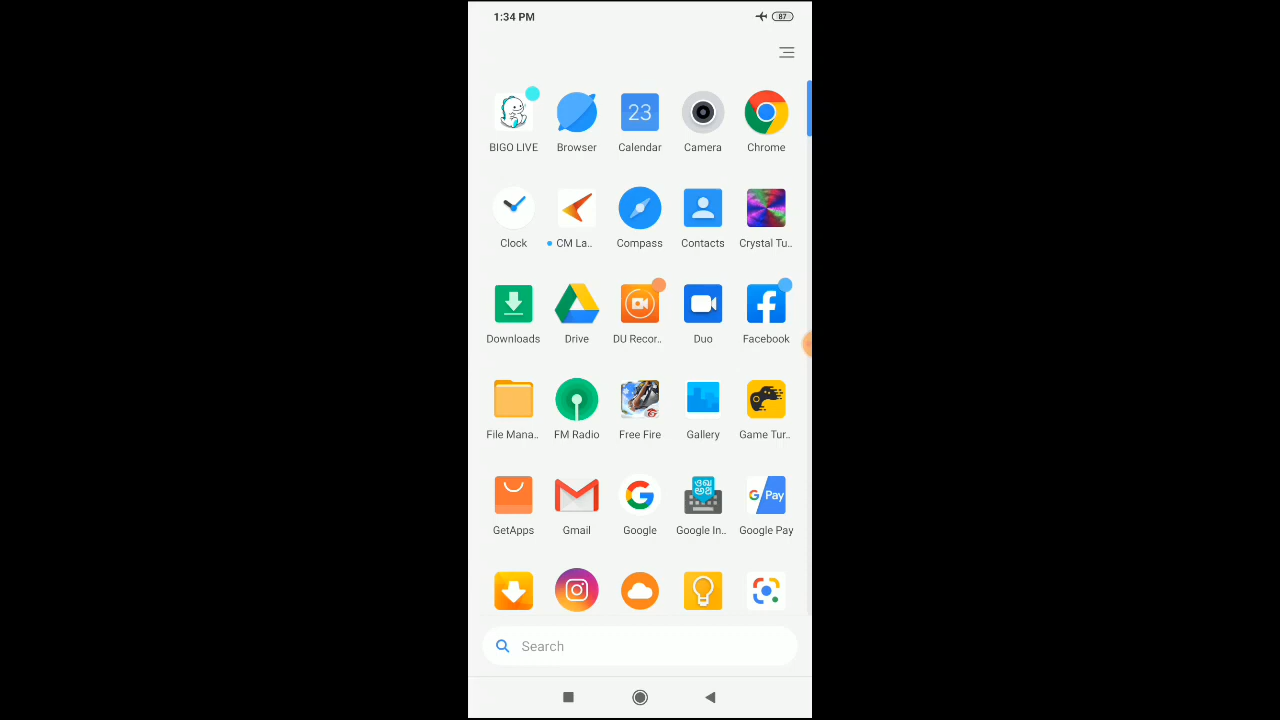 1:34 PM
87
23
BIGO LIVE
Browser
Calendar
Camera
Chrome
Clock
CM La..
Compass
Contacts
Crystal Tu..
Downloads
Drive
DU Recor..
Duo
Facebook
File Mana..
FM Radio
Free Fire
Gallery
Game Tur..
G Pay
GetApps
Gmail
Google
Google In..
Google Pay
Search